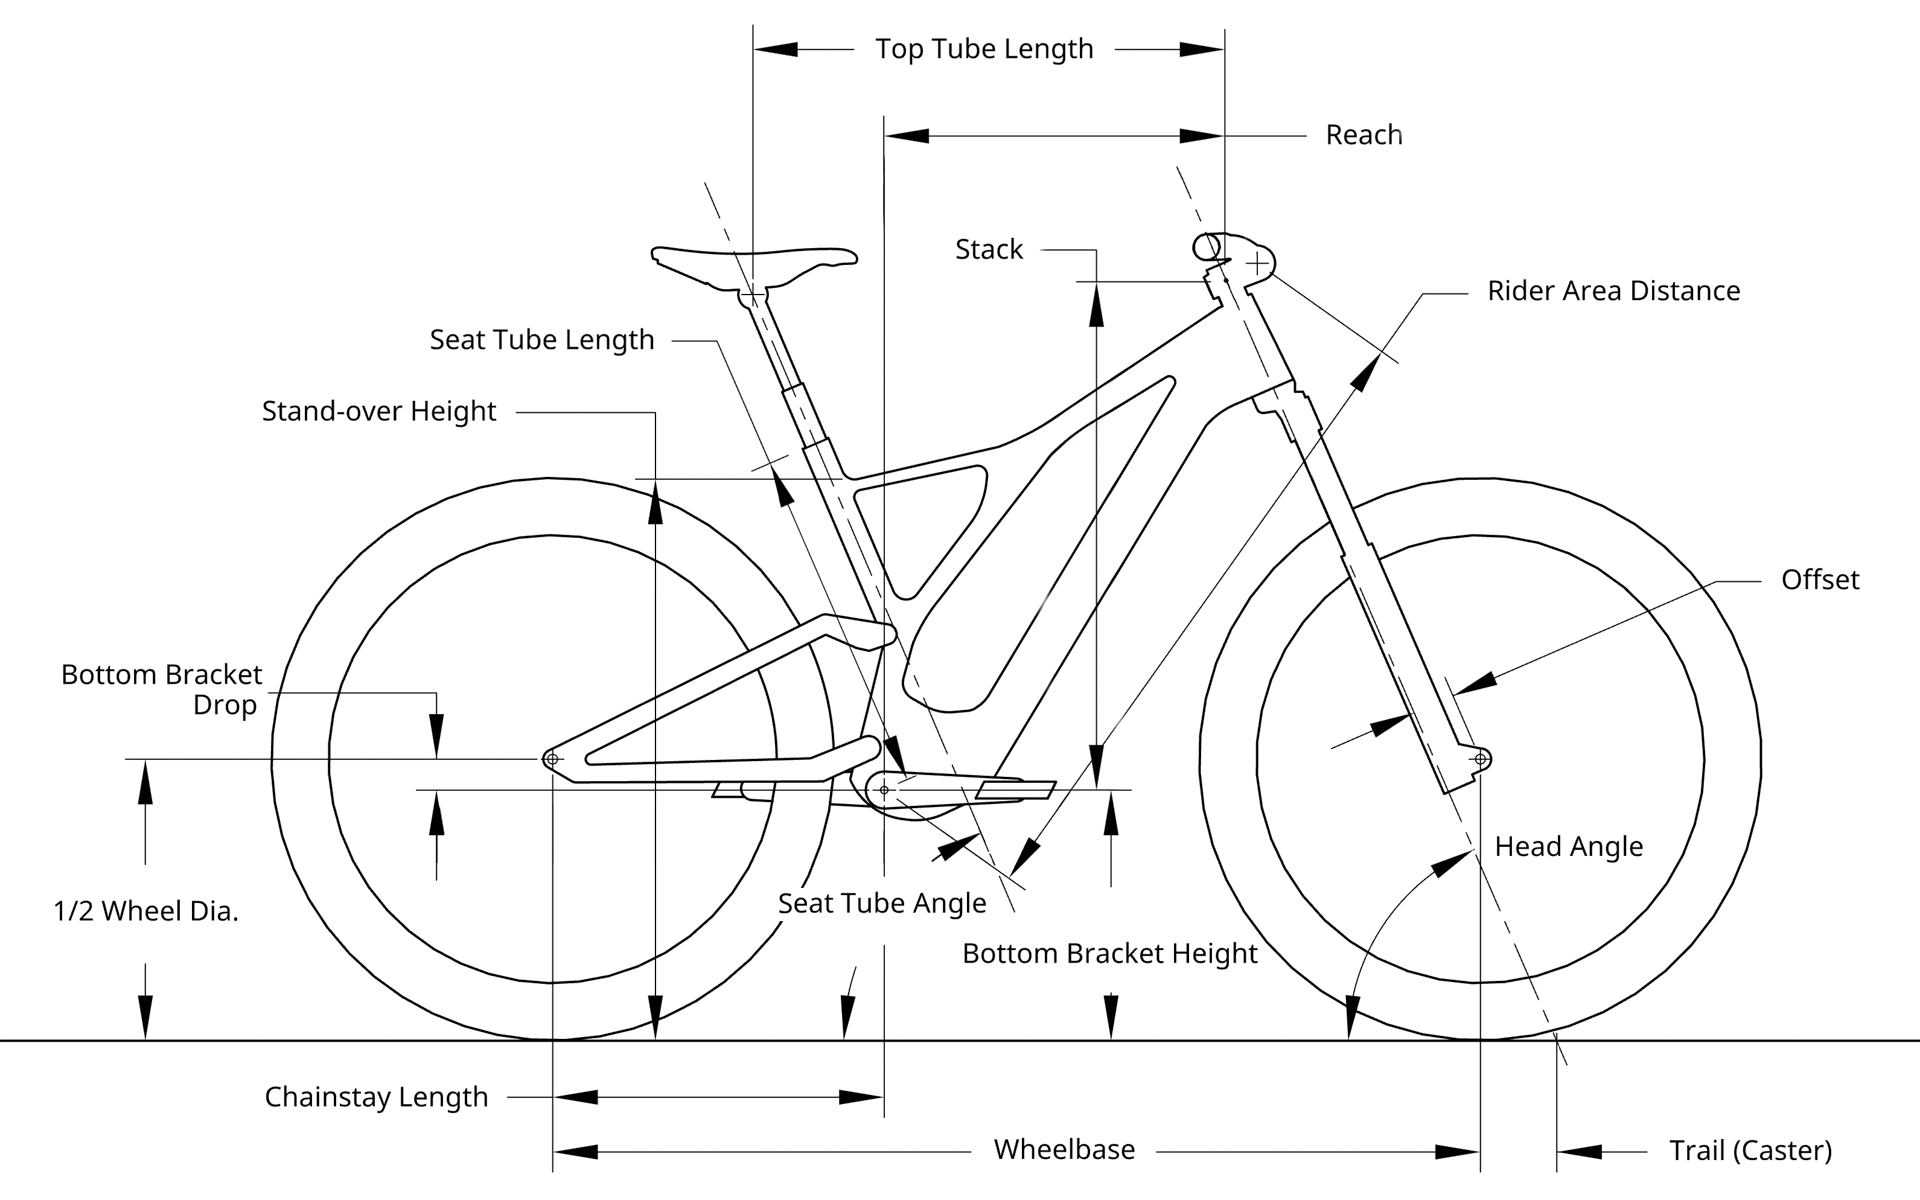 Top Tube Length
Reach
Stack
Rider Area Distance
Seat Tube Length
Stand-over Height
Offset
Bottom Bracket
Drop
Head Angle
1/2 Wheel Dia.
Seat Tube Angle
Bottom Bracket Height
Chainstay Length
Wheelbase
Trail (Caster)